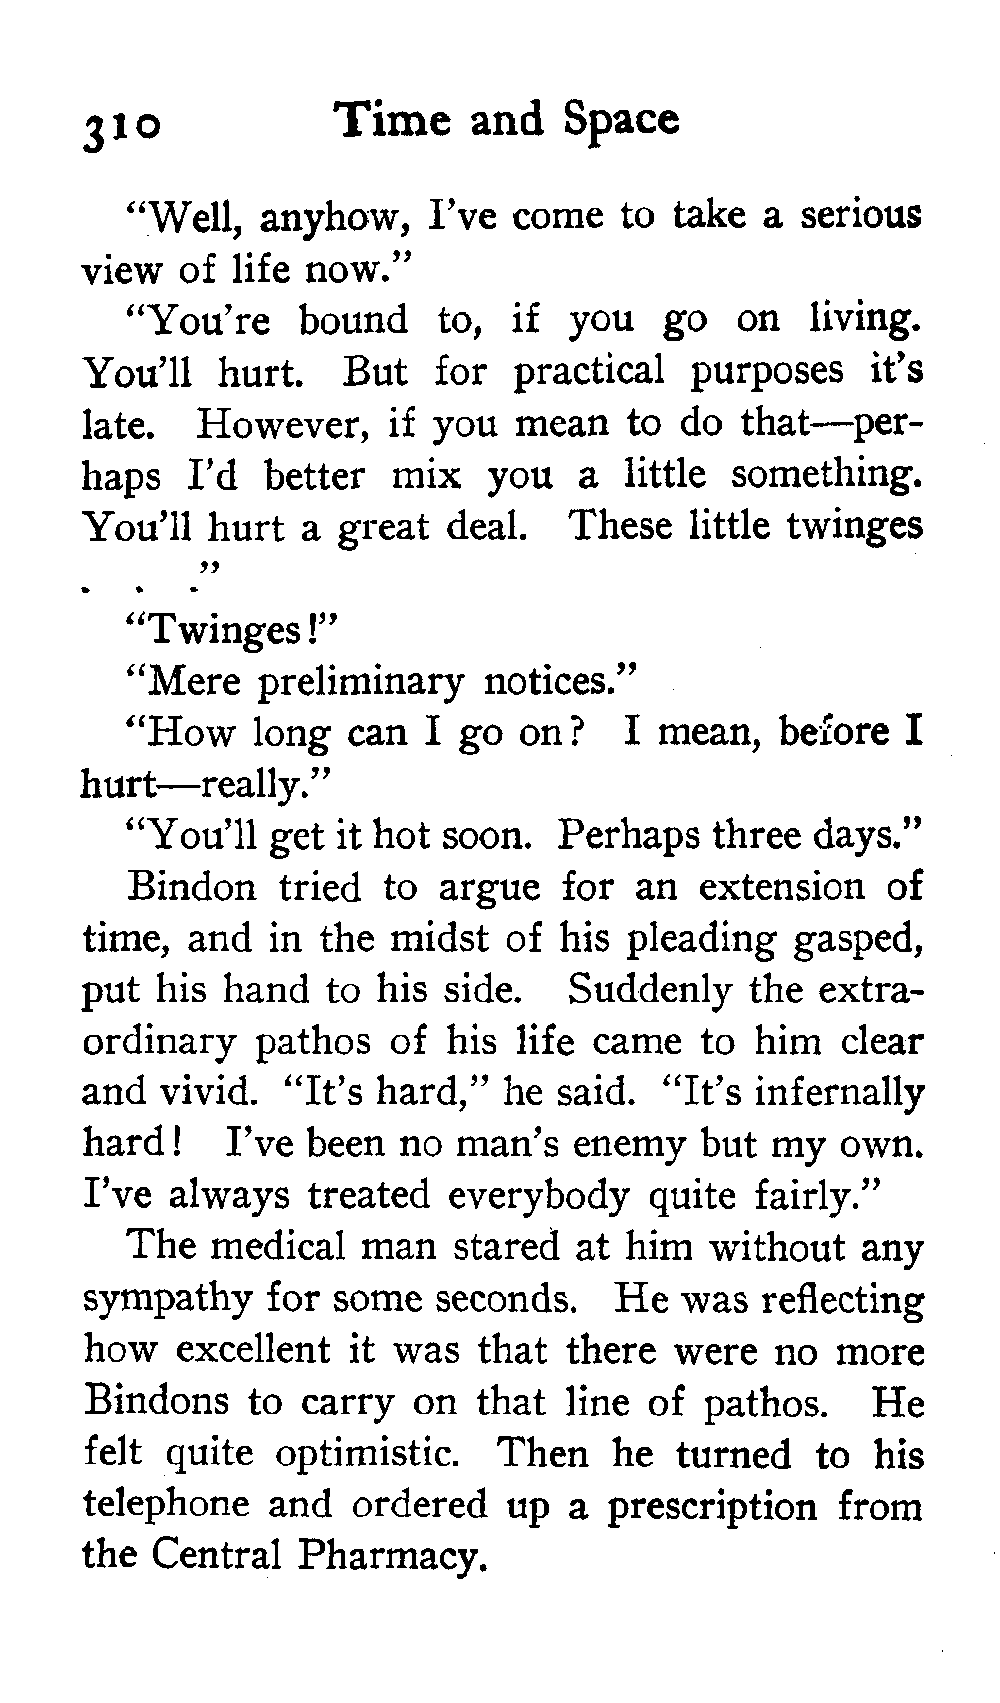 310 Time and Space
"Well, anyhow, I've come to take a serious
view of life now."
"You're bound to, if you go on living.
You'll hurt. But for practical purposes it's
late. However, if you mean to do that—per-
haps I'd better mix you a little something.
You'll hurt a great deal. These little twinges
. . ."
"Twinges!"
"Mere preliminary notices."
"How long can I go on? I mean, before I
hurt—really."
"You'll get it hot soon. Perhaps three days."
Bindon tried to argue for an extension of
time, and in the midst of his pleading gasped,
put his hand to his side. Suddenly the extra-
ordinary pathos of his life came to him clear
and vivid. "It's hard," he said. "It's infernally
hard! I've been no man's enemy but my own.
I've always treated everybody quite fairly."
The medical man stared at him without any
sympathy for some seconds. He was reflecting
how excellent it was that there were no more
Bindons to carry on that line of pathos. He
felt quite optimistic. Then he turned to his
telephone and ordered up a prescription from
the Central Pharmacy.